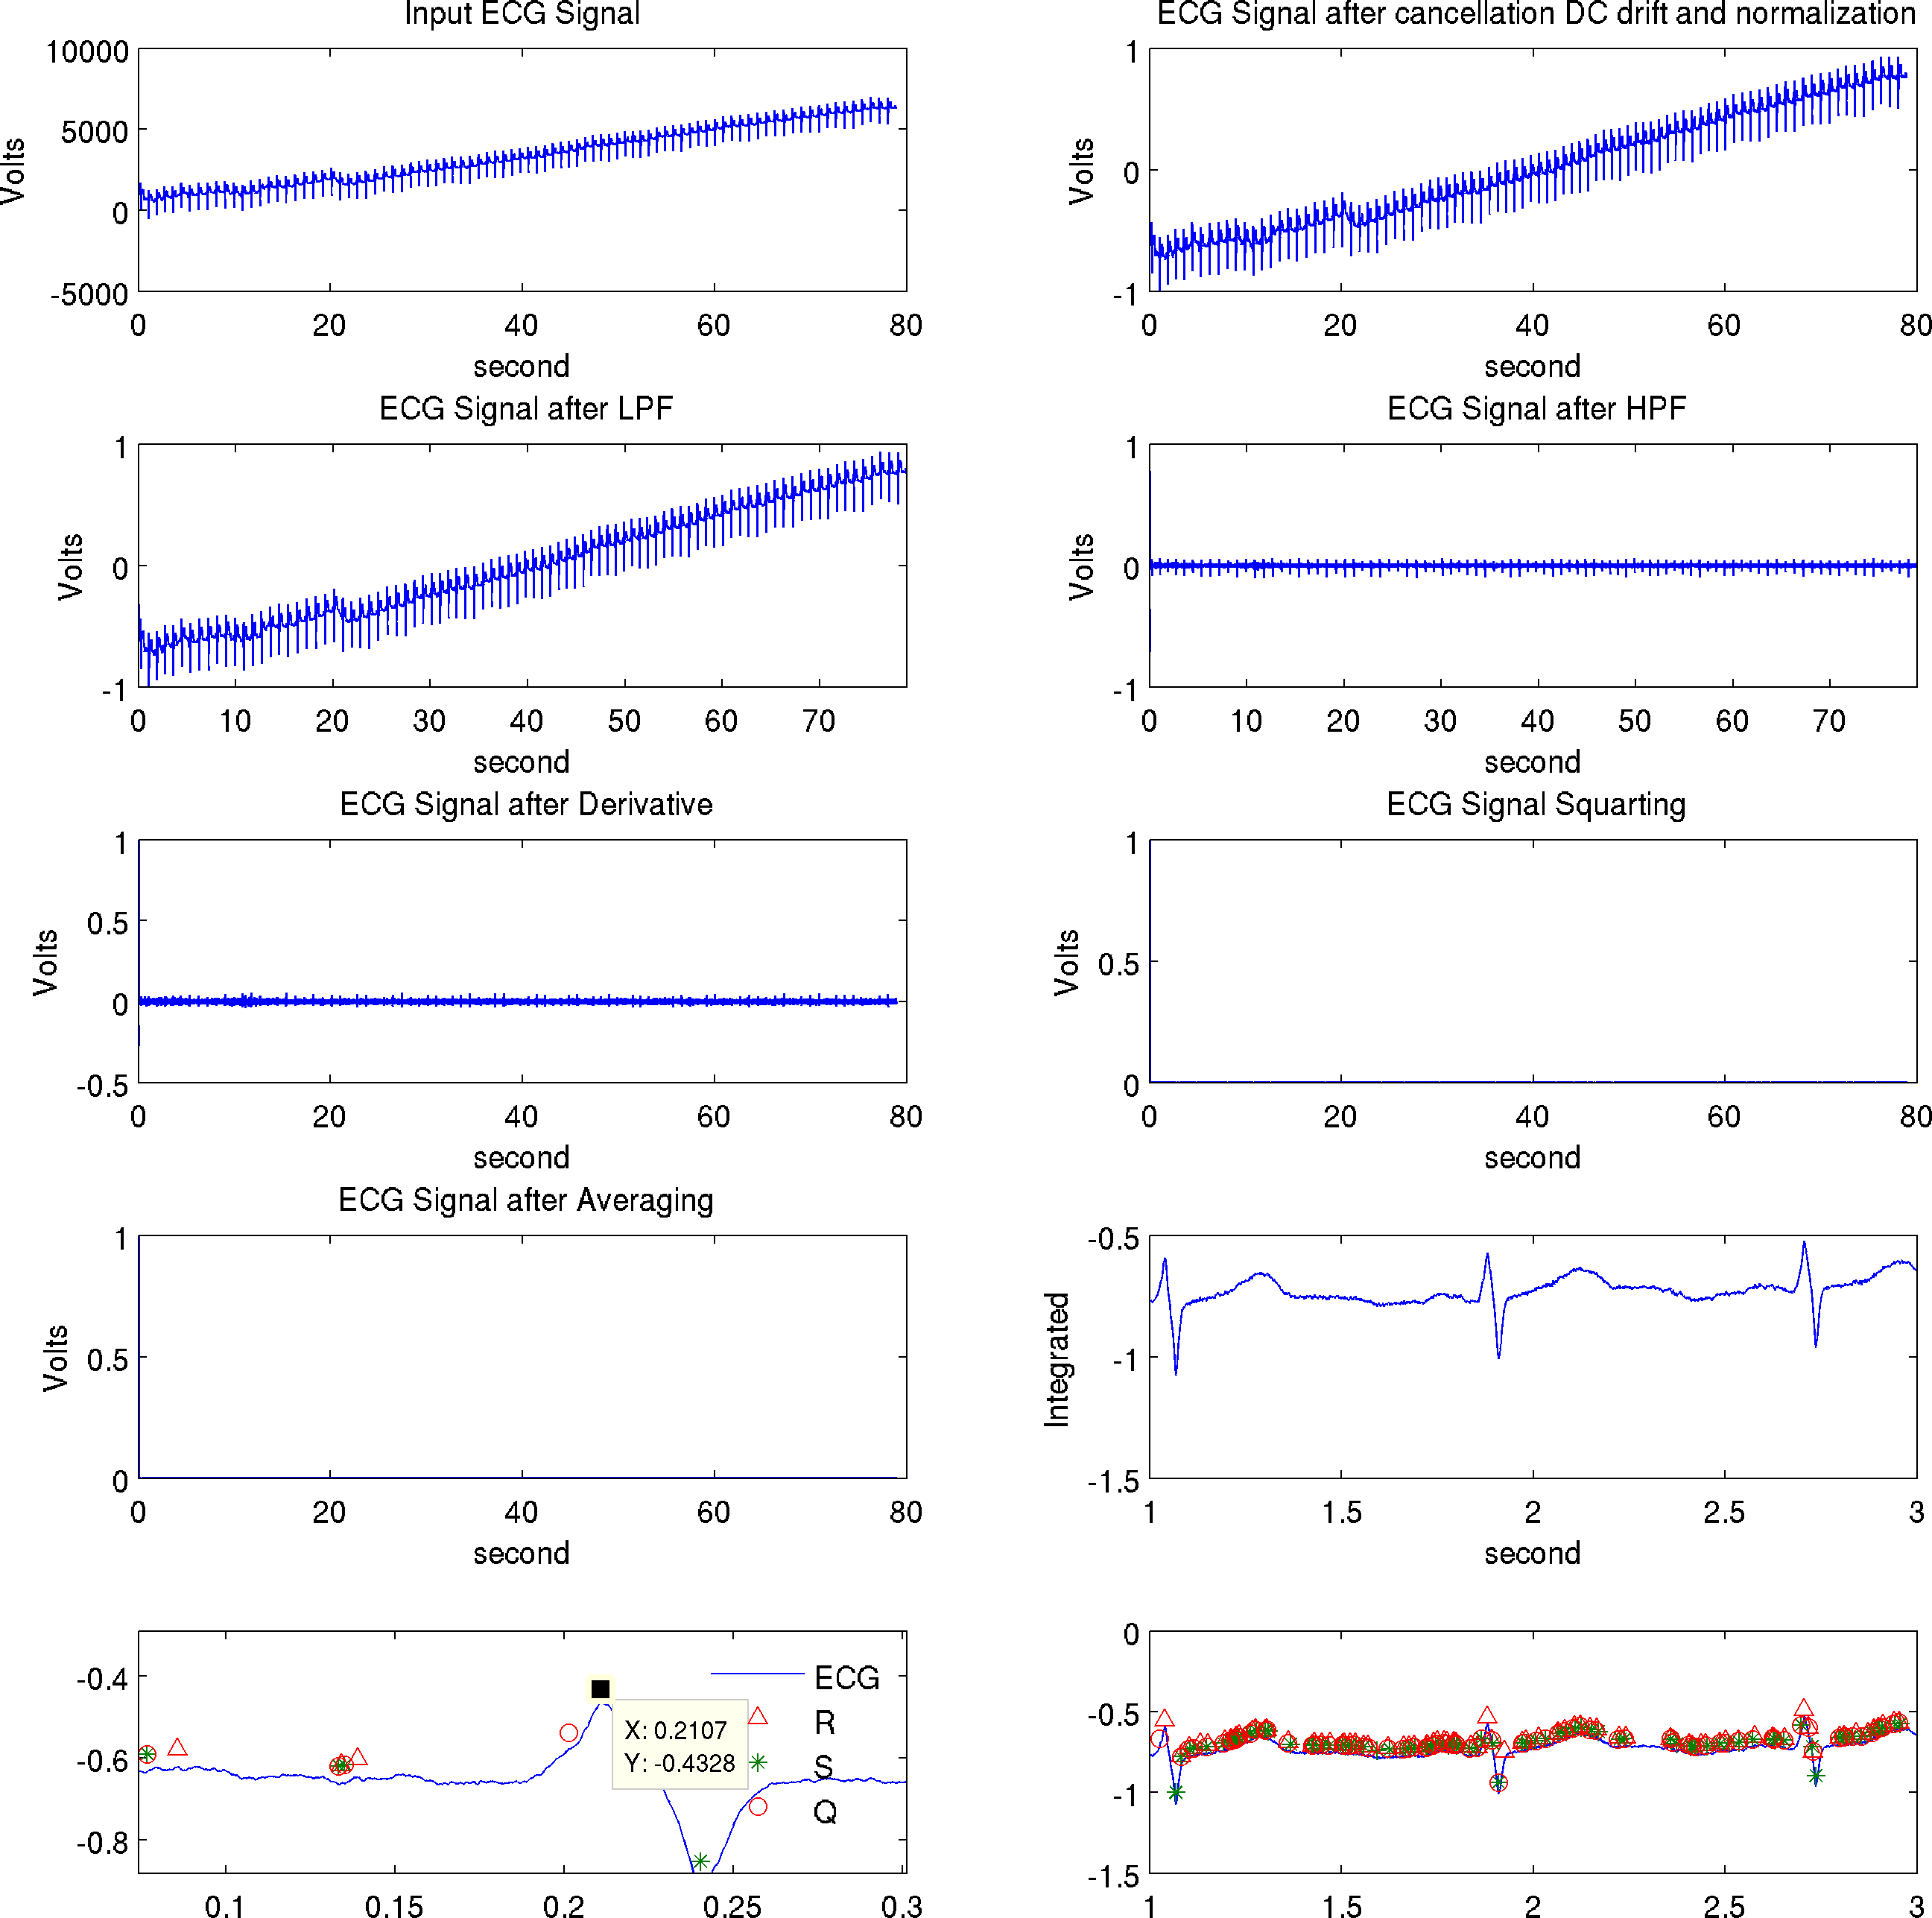 Input ECG Signal
10000
5000
0
-5000
Volts
0 20 40 60 80
second
ECG Signal after cancellation DC drift and normalization
1
0
-1
Volts
0 20 40 60 80
second
ECG Signal after LPF
1
0
-1
Volts
0 10 20 30 40 50 60 70
second
ECG Signal after HPF
1
0
-1
Volts
0 10 20 30 40 50 60 70
second
ECG Signal after Derivative
1
0.5
0
-0.5
Volts
0 20 40 60 80
second
ECG Signal Squarting
1
0.5
0
Volts
0 20 40 60 80
second
ECG Signal after Averaging
1
0.5
0
Volts
0 20 40 60 80
second
-0.5
-1
-1.5
Integrated
1 1.5 2 2.5 3
second
-0.4
-0.6
-0.8
ECG
R
S
Q
X: 0.2107
Y: -0.4328
0.1 0.15 0.2 0.25 0.3
0
-0.5
-1
-1.5
1 1.5 2 2.5 3